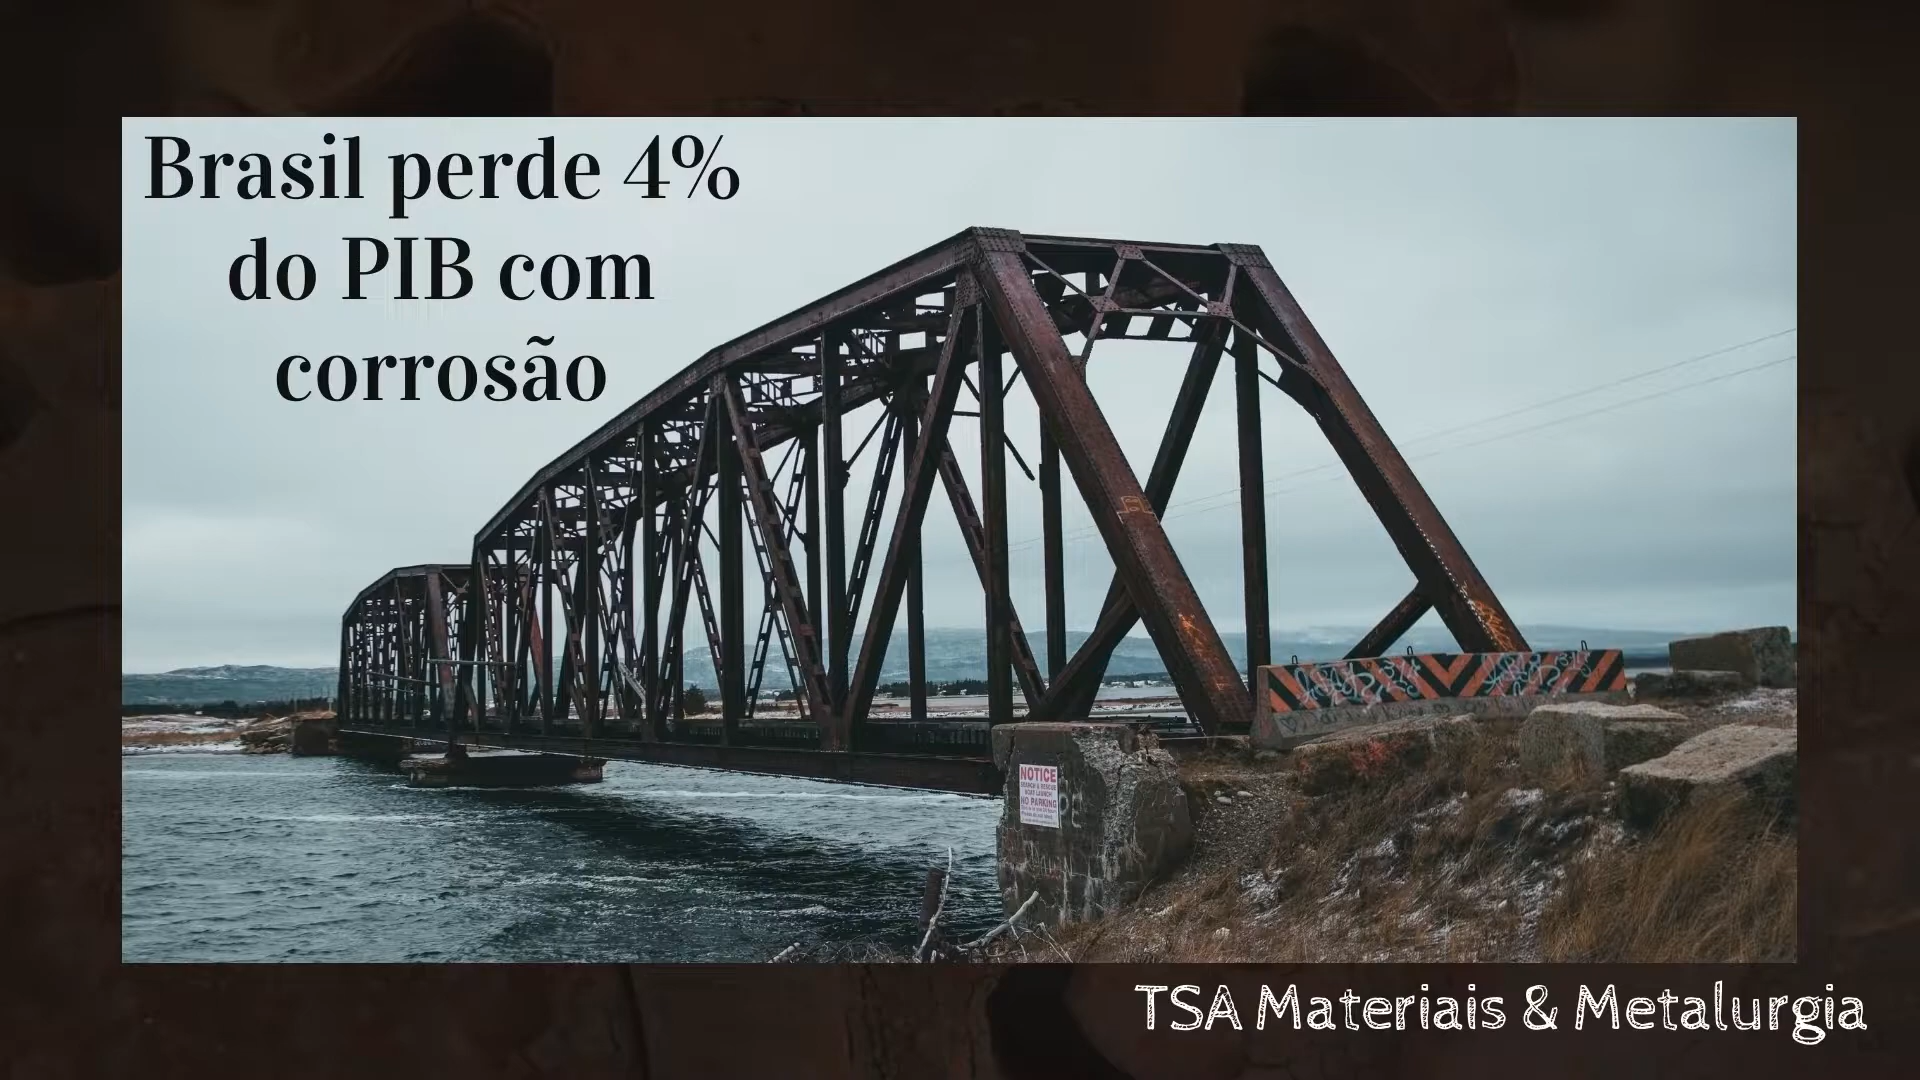 Brasil perde 4%
do PIB com
corrosão
NOTICE
NO PARKING
TSA Materiais & Metalurgia